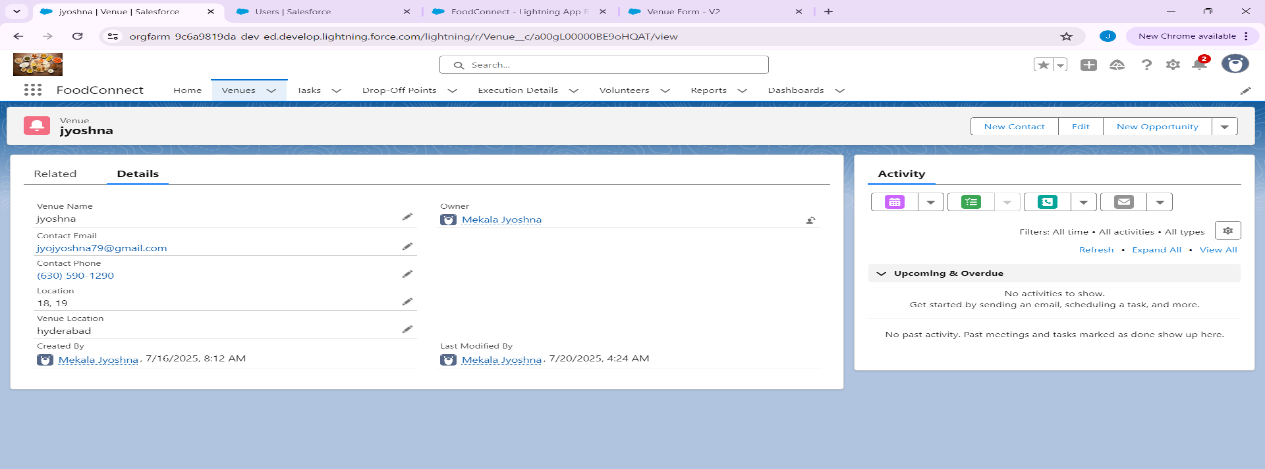 jyoshna | Venue | Salesforce
Users | Salesforce
FoodConnect - Lightning App E
Venue Form - V2
orgfarm-9c6a9819da-dev-ed.develop.lightning.force.com/lightning/r/Venue__c/a00gL00000BE9oHQAT/view
J
New Chrome available
Search...
2
FoodConnect
Home
Venues
Tasks
Drop-Off Points
Execution Details
Volunteers
Reports
Dashboards
Venue
jyoshna
New Contact
Edit
New Opportunity
Related
Details
Venue Name
jyoshna
Owner
Mekala Jyoshna
Contact Email
jyojyoshna79@gmail.com
Contact Phone
(630) 590-1290
Location
18, 19
Venue Location
hyderabad
Created By
Mekala Jyoshna, 7/16/2025, 8:12 AM
Last Modified By
Mekala Jyoshna, 7/20/2025, 4:24 AM
Activity
Filters: All time • All activities • All types
Refresh • Expand All • View All
Upcoming & Overdue
No activities to show.
Get started by sending an email, scheduling a task, and more.
No past activity. Past meetings and tasks marked as done show up here.